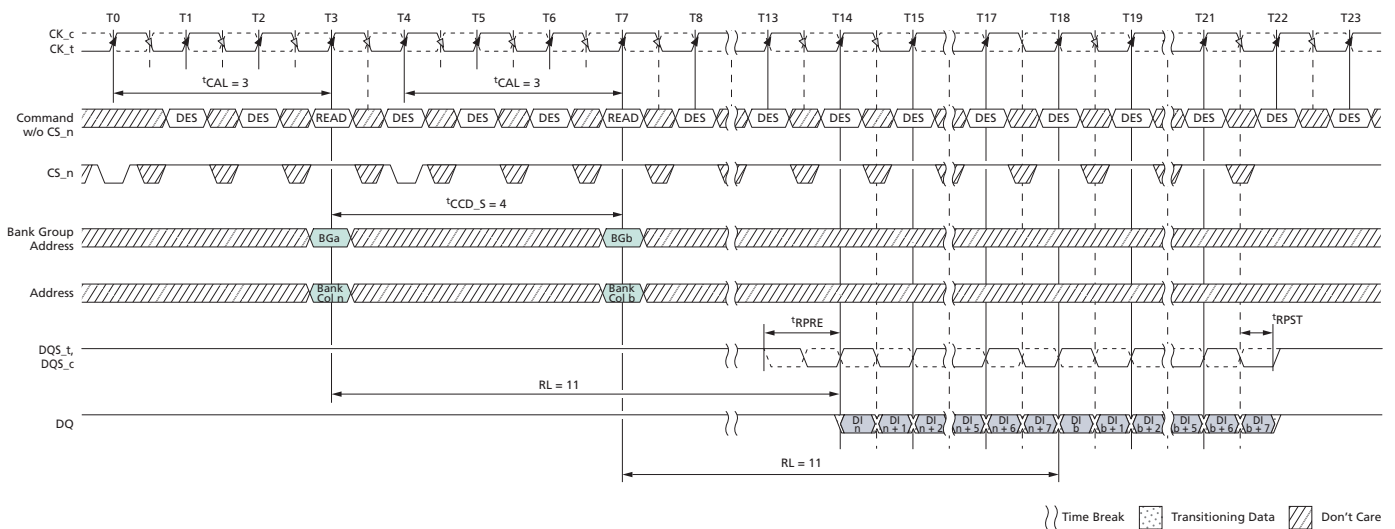 T0 T1 T2 T3 T4 T5 T6 T7 T8 T13 T14 T15 T17 T18 T19 T21 T22 T23
CK_c
CK_t
tCAL = 3 tCAL = 3
Command
w/o CS_n
DES DES READ DES DES DES READ DES DES DES DES DES DES DES DES DES DES
CS_n
tCCD_S = 4
Bank Group
Address
BGa BGb
Address
Bank
Col n
Bank
Col b
tRPRE tRPST
DQS_t,
DQS_c
RL = 11
DQ
DI
n
DI
n + 1
DI
n + 2
DI
n + 5
DI
n + 6
DI
n + 7
DI
b
DI
b + 1
DI
b + 2
DI
b + 5
DI
b + 6
DI
b + 7
RL = 11
Time Break Transitioning Data Don't Care